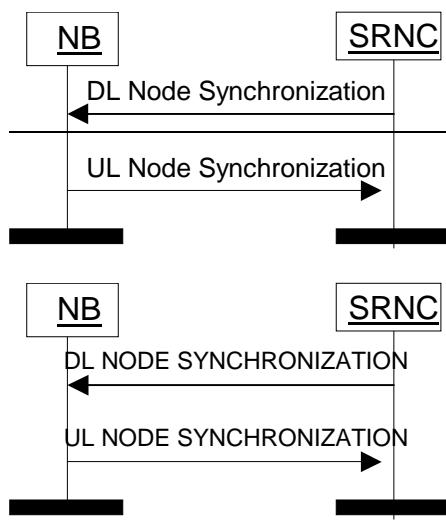 NB SRNC
DL Node Synchronization
UL Node Synchronization
NB SRNC
DL NODE SYNCHRONIZATION
UL NODE SYNCHRONIZATION